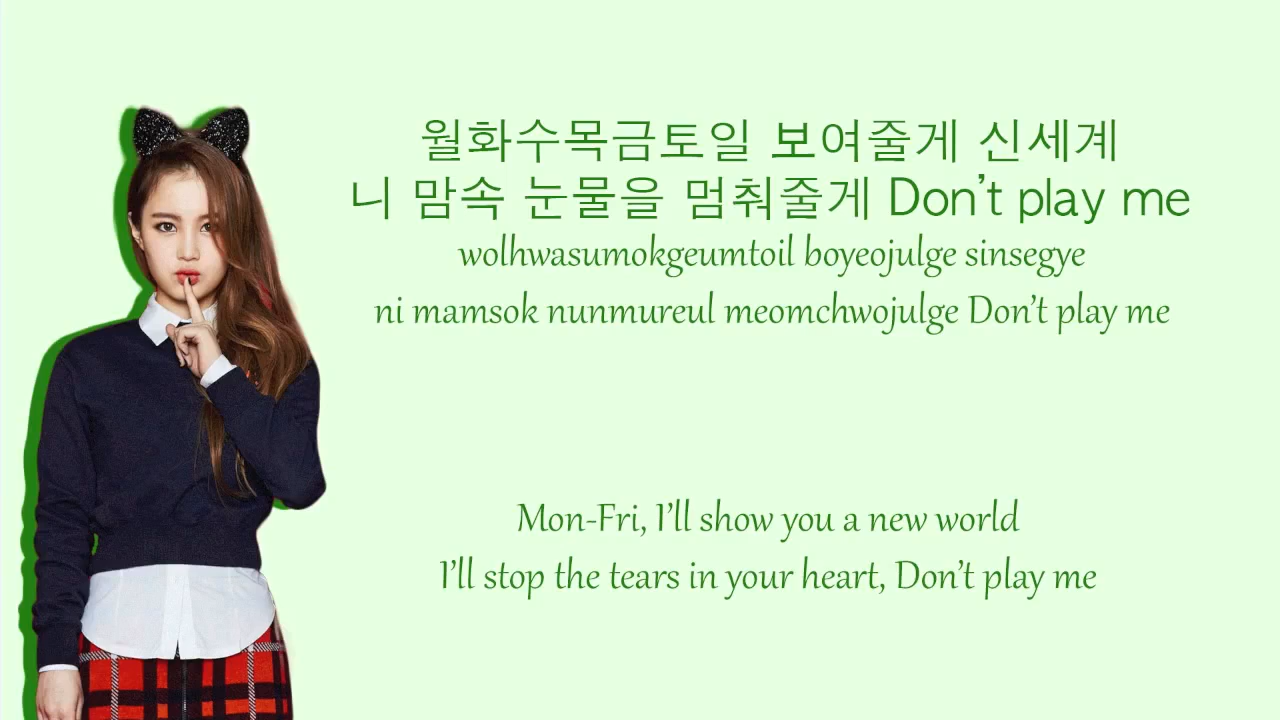 월화수목금토일 보여줄게 신세계
니 맘속 눈물을 멈춰줄게 Don’t play me
wolhwasumokgeumtoil boyeojulge sinsegye
ni mamsok nunmureul meomchwojulge Don’t play me
Mon-Fri, I’ll show you a new world
I’ll stop the tears in your heart, Don’t play me